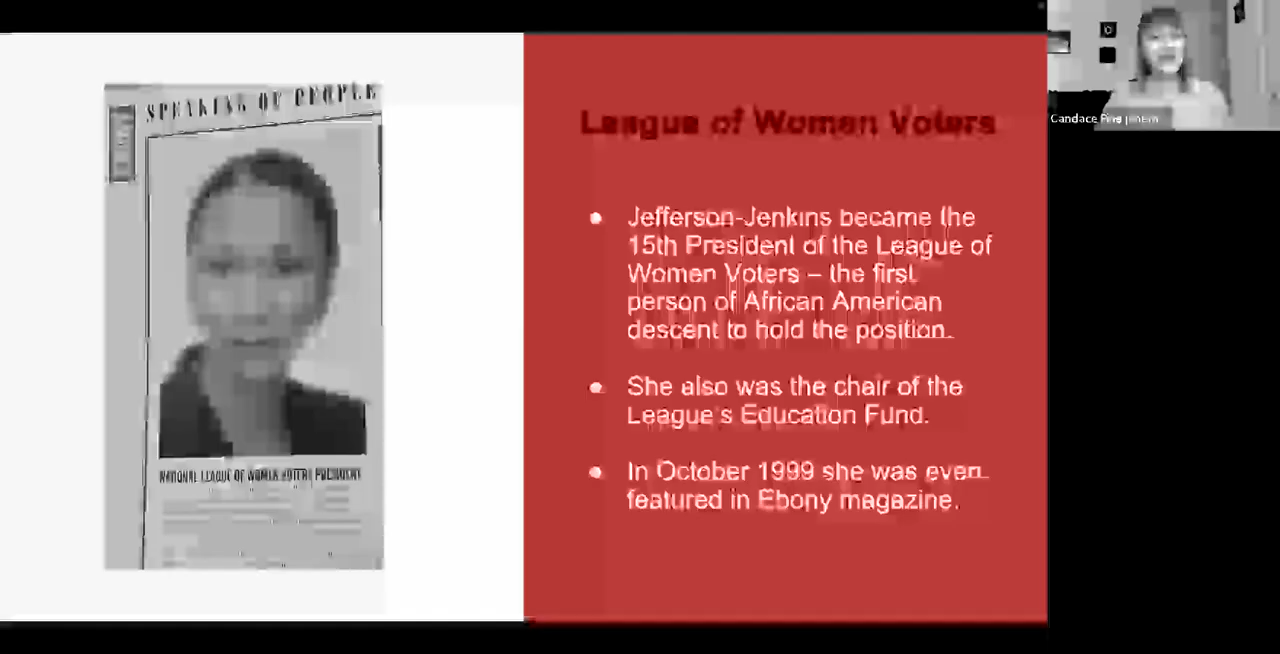 SPEAKING OF PEOPLE
NATIONAL LEAGUE OF WOMEN VOTERS PRESIDENT
League of Women Voters
Jefferson-Jenkins became the
15th President of the League of
Women Voters – the first
person of African American
descent to hold the position.
She also was the chair of the
League's Education Fund.
In October 1999 she was even
featured in Ebony magazine.
Candace